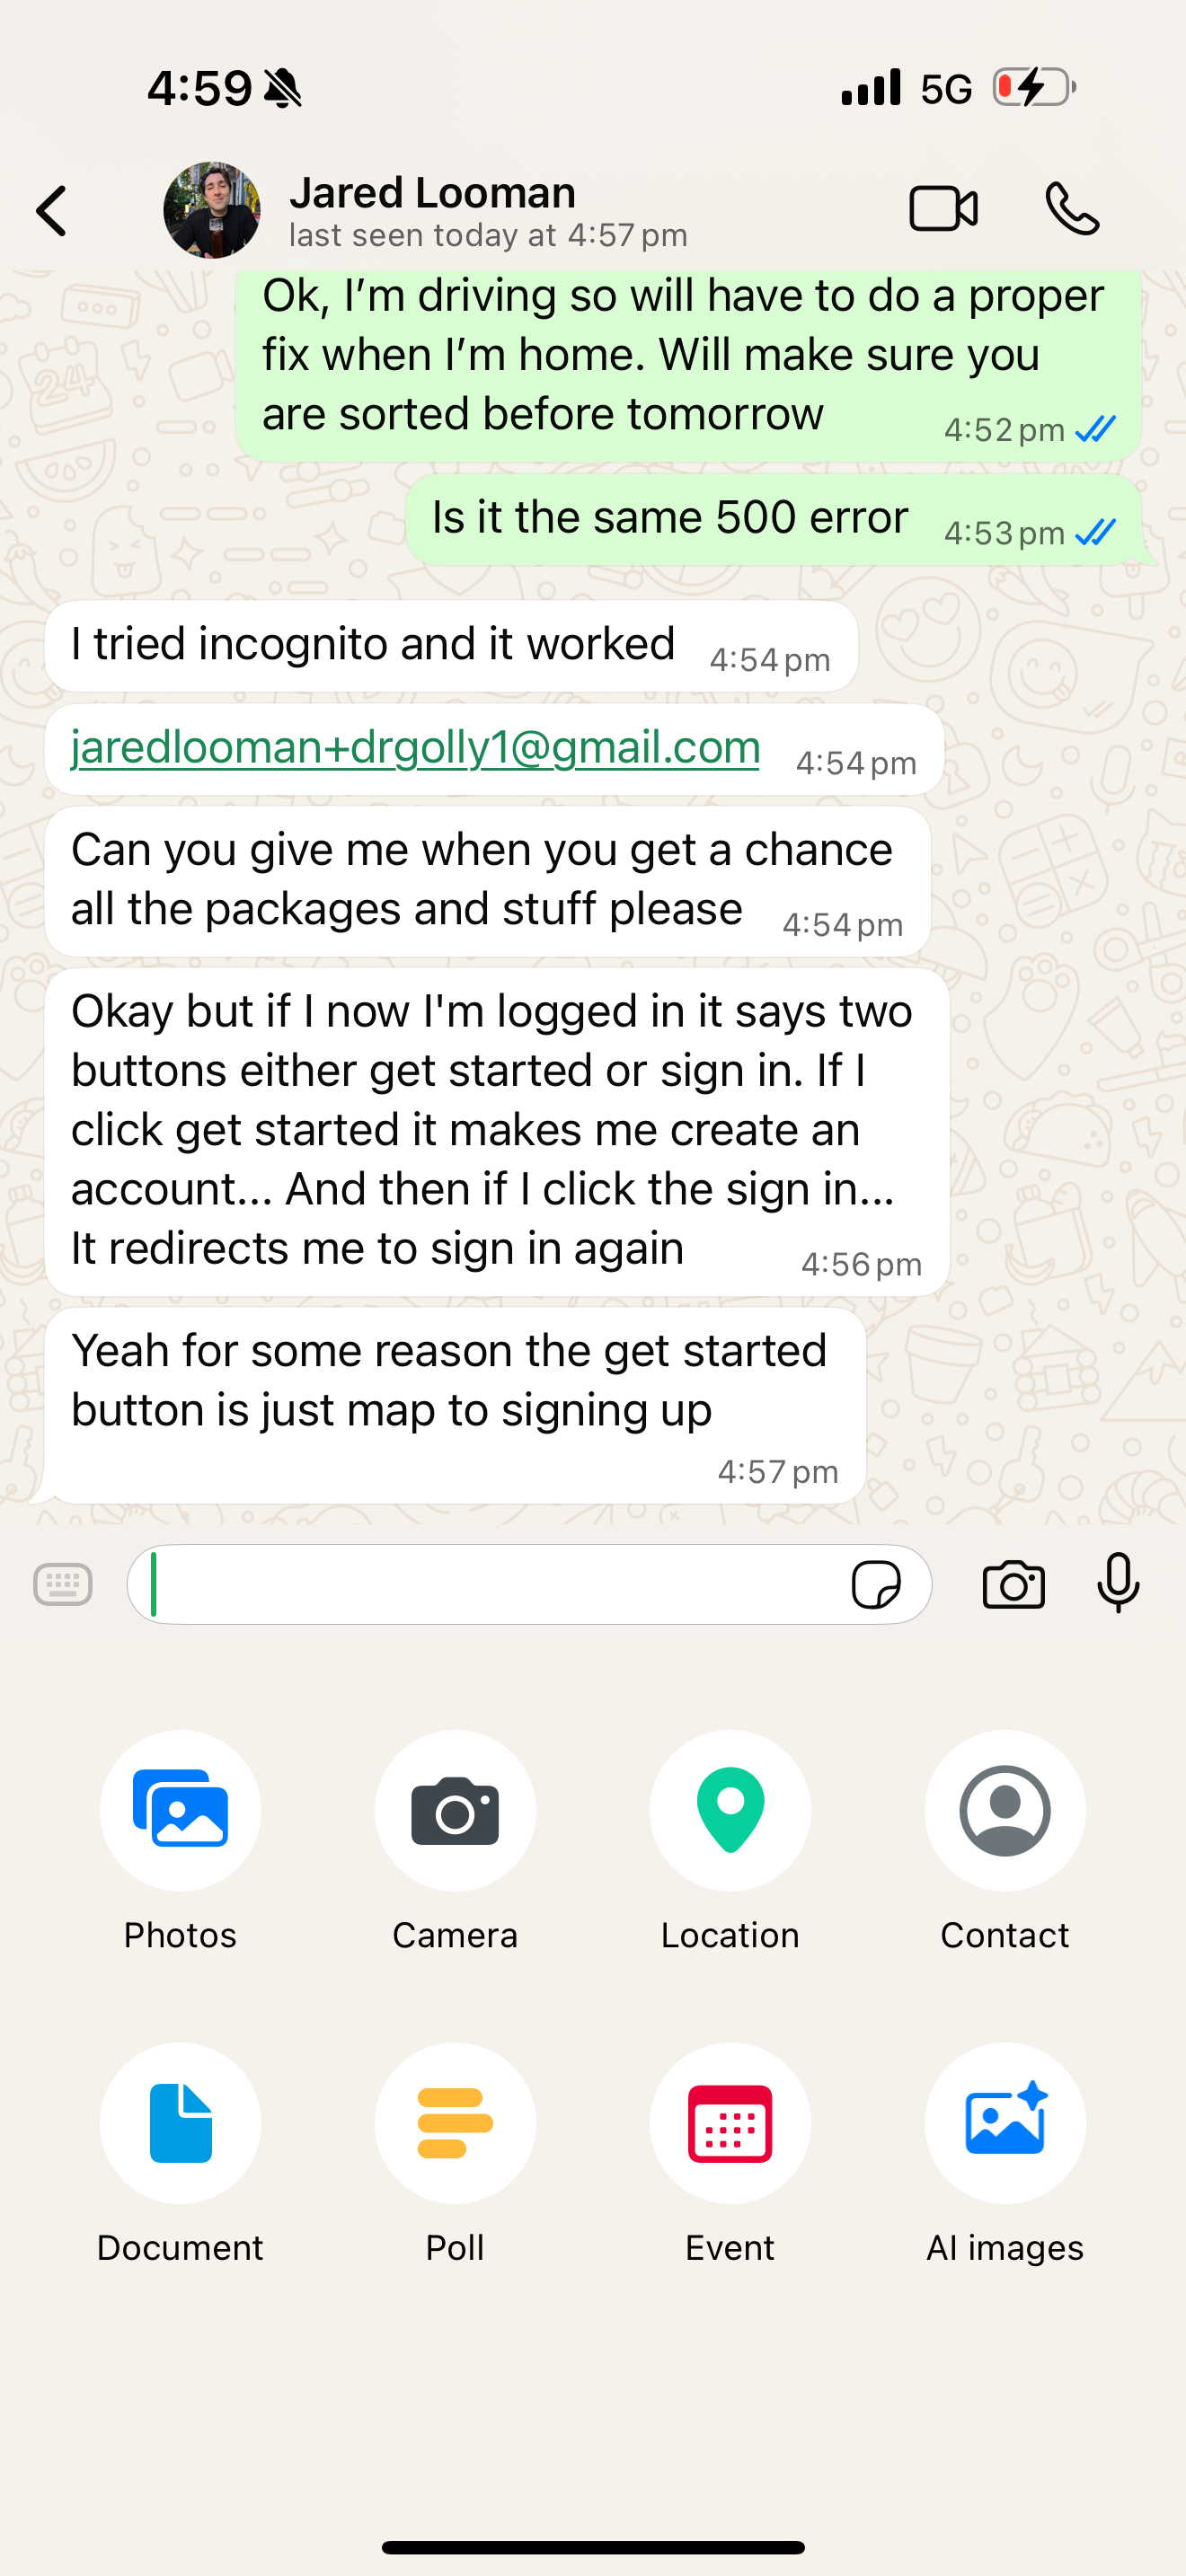 4:59
5G
Jared Looman
last seen today at 4:57 pm
Ok, I’m driving so will have to do a proper
fix when I’m home. Will make sure you
are sorted before tomorrow
4:52 pm
Is it the same 500 error
4:53 pm
I tried incognito and it worked
4:54 pm
jaredlooman+drgolly1@gmail.com
4:54 pm
Can you give me when you get a chance
all the packages and stuff please
4:54 pm
Okay but if I now I'm logged in it says two
buttons either get started or sign in. If I
click get started it makes me create an
account... And then if I click the sign in...
It redirects me to sign in again
4:56 pm
Yeah for some reason the get started
button is just map to signing up
4:57 pm
Photos
Camera
Location
Contact
Document
Poll
Event
AI images